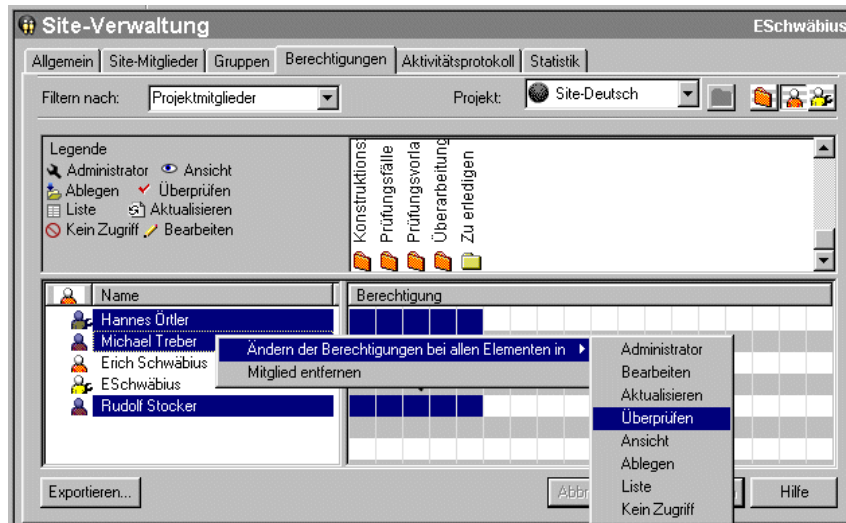 Site-Verwaltung ESchwäbius
Allgemein Site-Mitglieder Gruppen Berechtigungen Aktivitätsprotokoll Statistik
Filtern nach: Projektmitglieder Projekt: Site-Deutsch
Legende
Administrator Ansicht
Ablegen Überprüfen
Liste Aktualisieren
Kein Zugriff Bearbeiten
Konstruktions
Prüfungsfälle
Prüfungsvorla
Überarbeitung
Zu erledigen
Name Berechtigung
Hannes Örtler
Michael Treber
Erich Schwäbius
ESchwäbius
Rudolf Stocker
Ändern der Berechtigungen bei allen Elementen in
Mitglied entfernen
Administrator
Bearbeiten
Aktualisieren
Überprüfen
Ansicht
Ablegen
Liste
Kein Zugriff
Exportieren... Abbr Hilfe